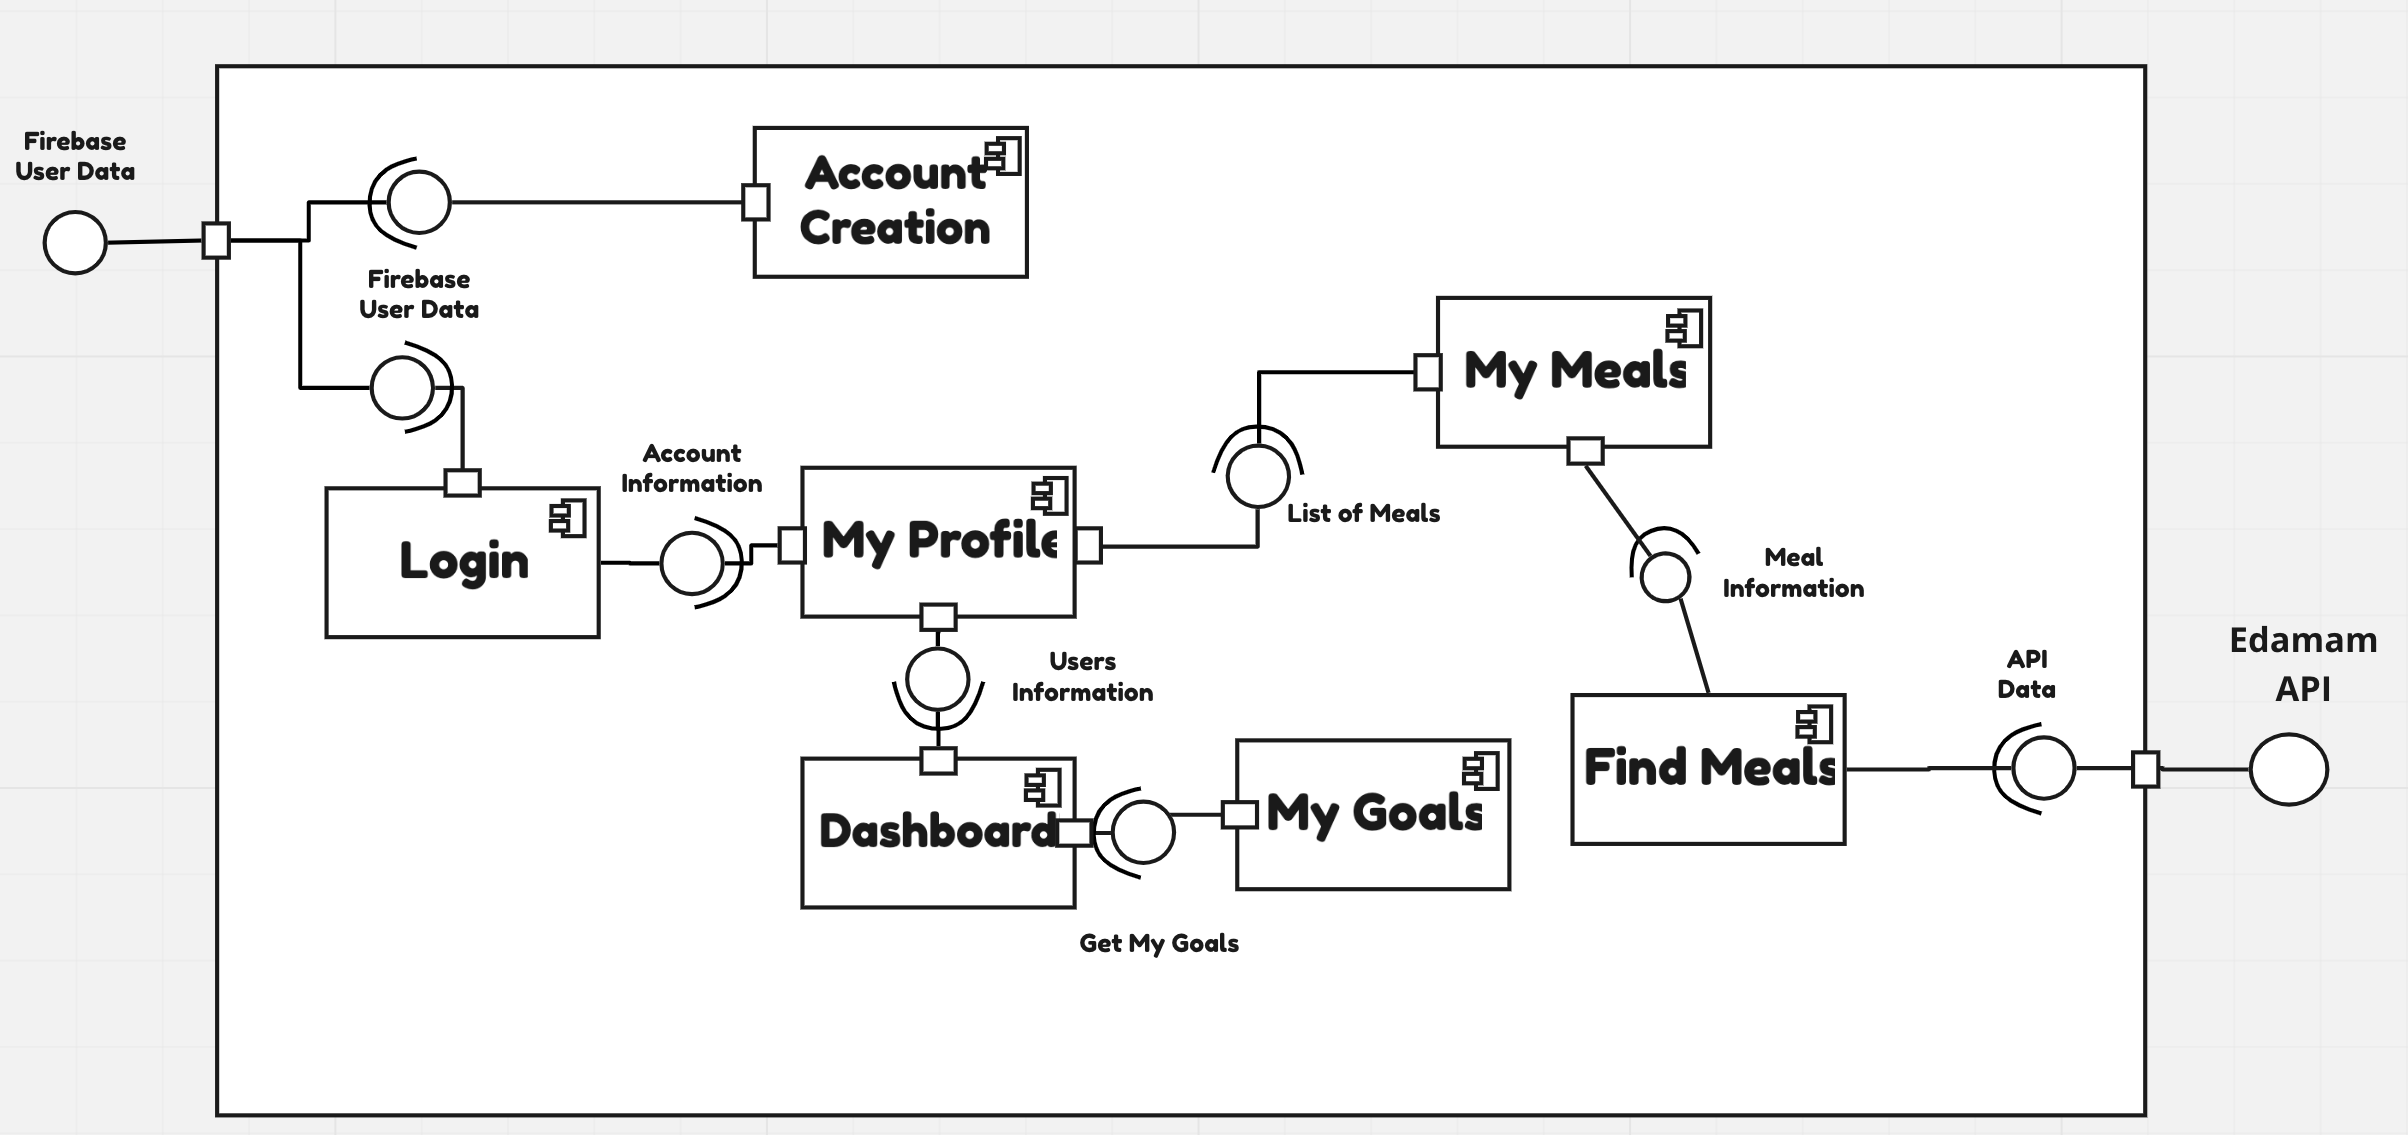 Firebase
User Data
Account
Creation
Firebase
User Data
My Meals
Account
Information
My Profile
List of Meals
Login
Meal
Information
Users
Information
Edamam
API
API
Data
Find Meals
Dashboard
My Goals
Get My Goals